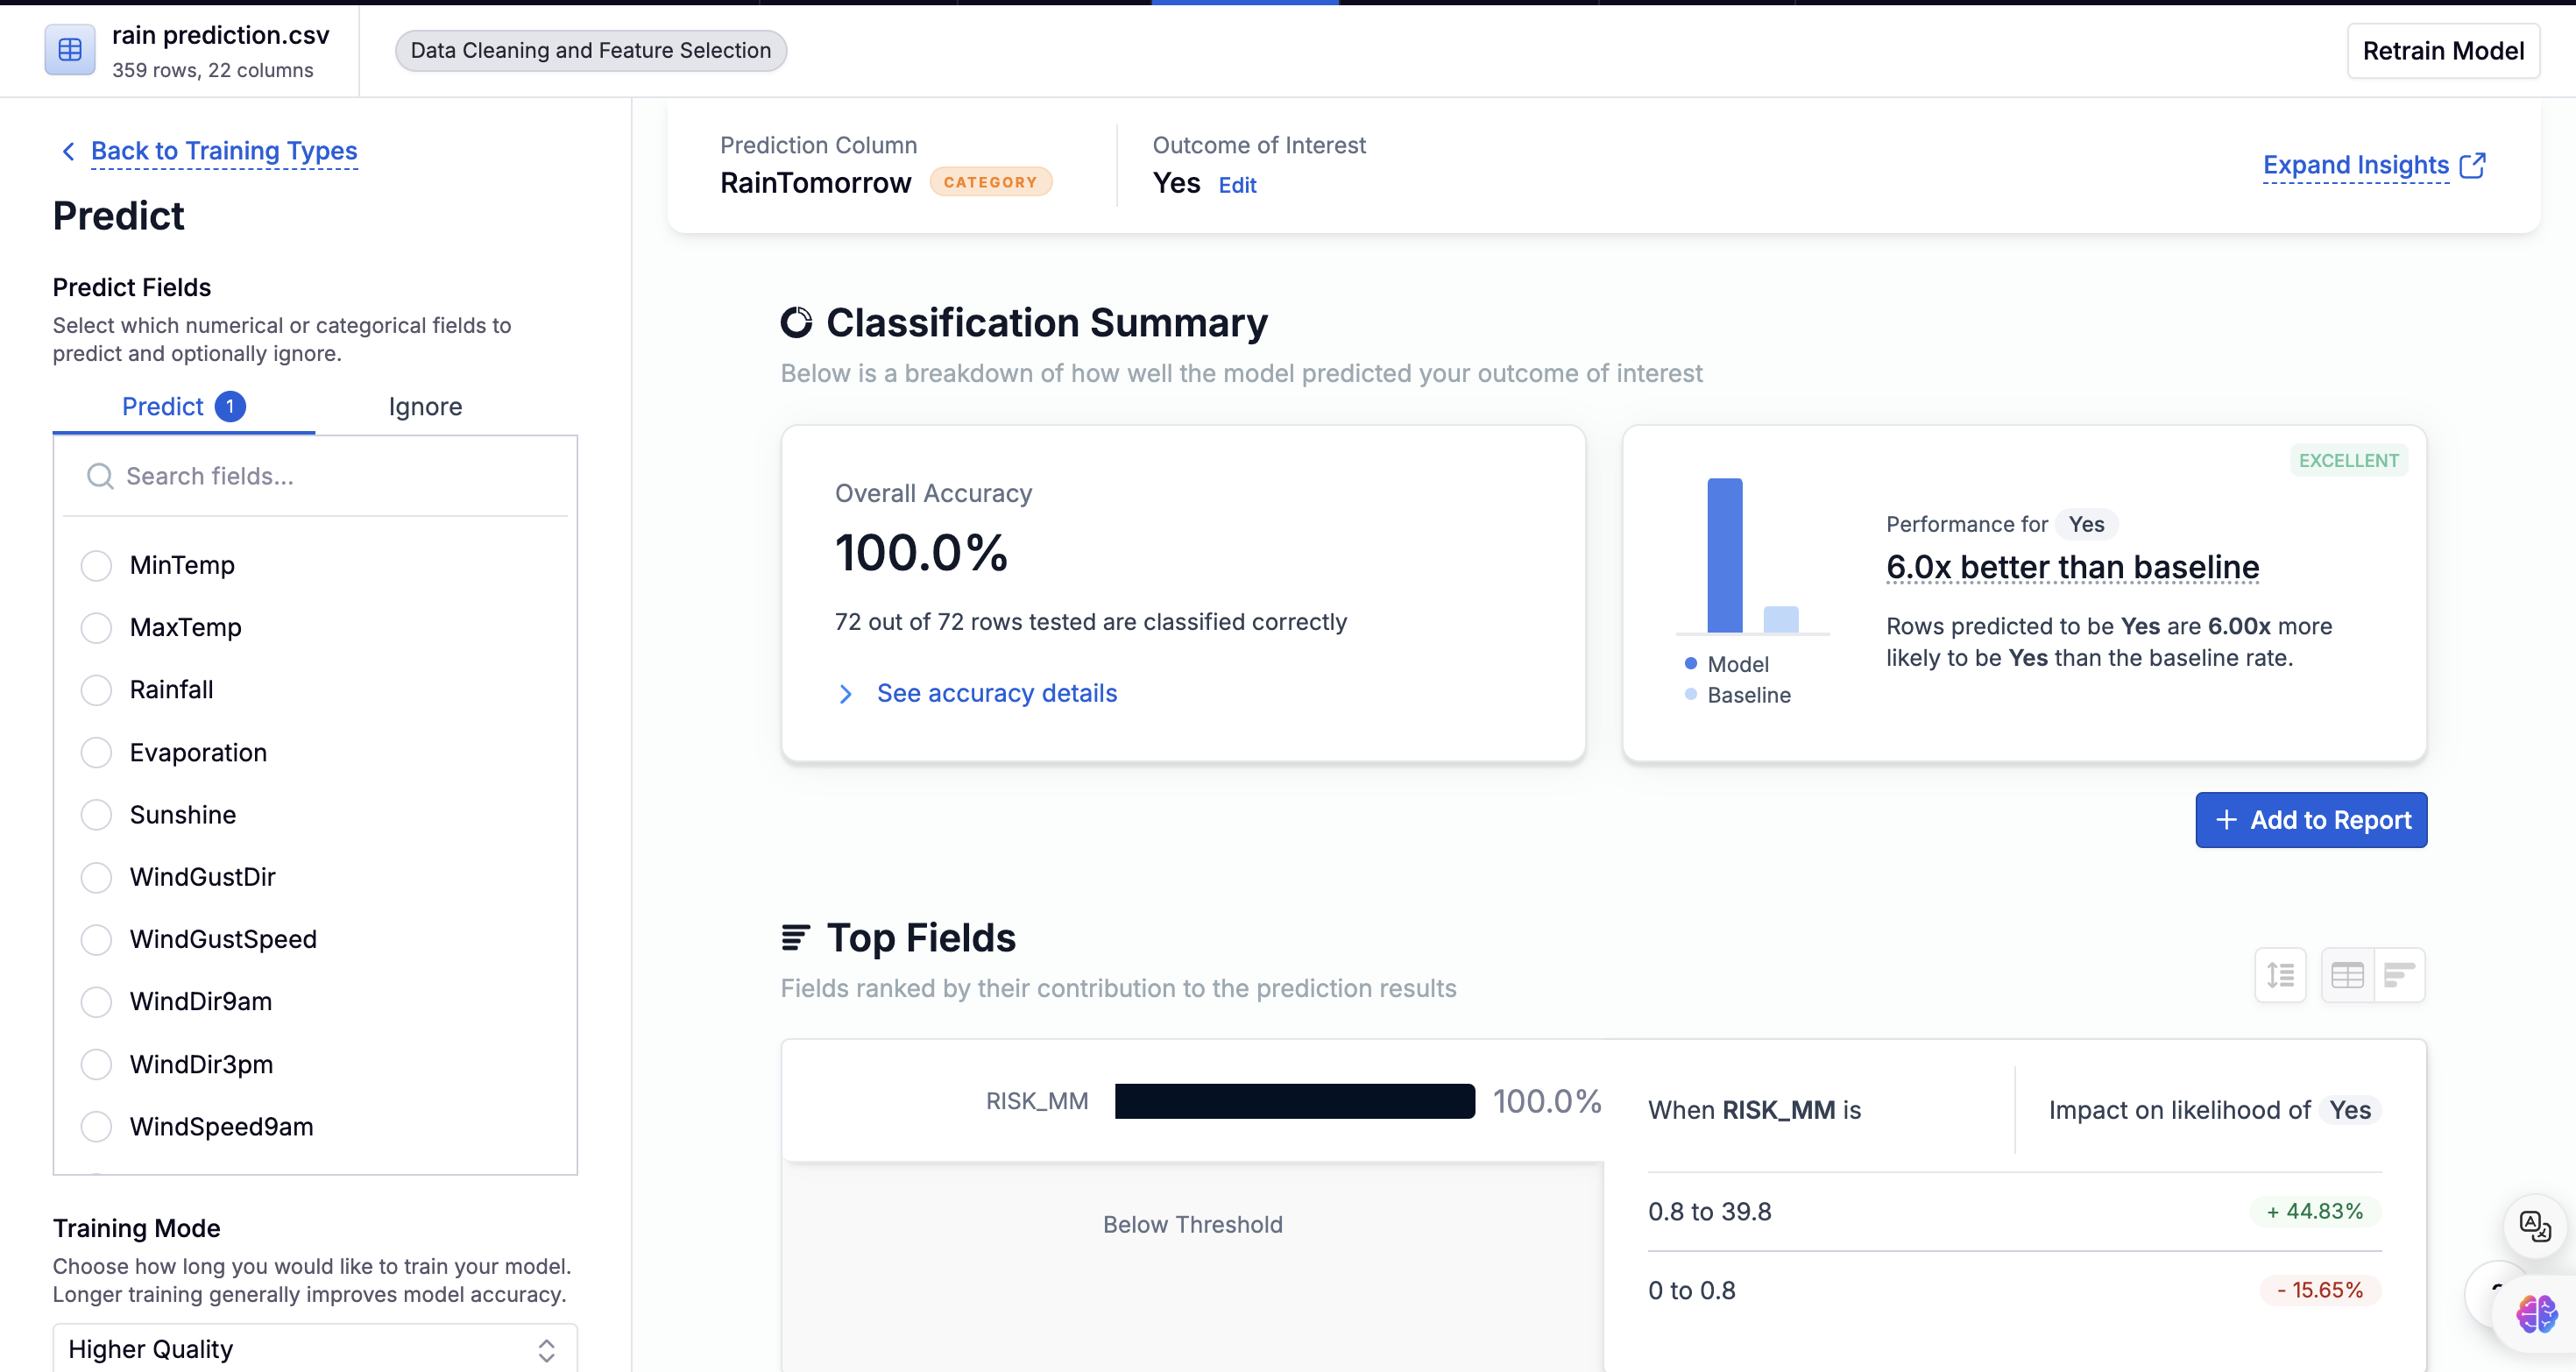 rain prediction.csv
359 rows, 22 columns
Data Cleaning and Feature Selection
Retrain Model
Back to Training Types
Predict
Predict Fields
Select which numerical or categorical fields to
predict and optionally ignore.
Predict 1
Ignore
Search fields...
MinTemp
MaxTemp
Rainfall
Evaporation
Sunshine
WindGustDir
WindGustSpeed
WindDir9am
WindDir3pm
WindSpeed9am
Training Mode
Choose how long you would like to train your model.
Longer training generally improves model accuracy.
Higher Quality
Prediction Column
RainTomorrow CATEGORY
Outcome of Interest
Yes Edit
Expand Insights
Classification Summary
Below is a breakdown of how well the model predicted your outcome of interest
Overall Accuracy
100.0%
72 out of 72 rows tested are classified correctly
See accuracy details
EXCELLENT
Model
Baseline
Performance for Yes
6.0x better than baseline
Rows predicted to be Yes are 6.00x more
likely to be Yes than the baseline rate.
+ Add to Report
Top Fields
Fields ranked by their contribution to the prediction results
RISK_MM 100.0%
Below Threshold
When RISK_MM is
Impact on likelihood of Yes
0.8 to 39.8
+ 44.83%
0 to 0.8
- 15.65%